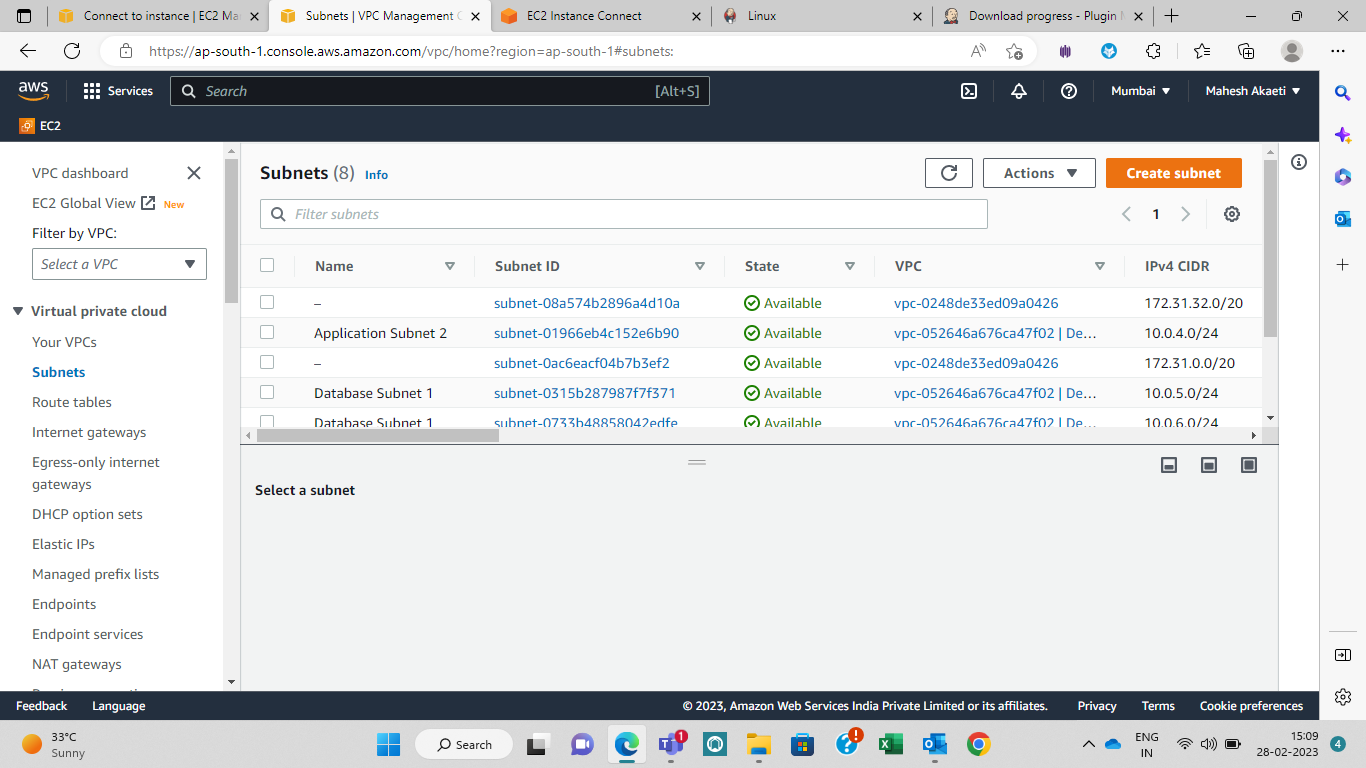 Connect to instance | EC2 Ma
Subnets | VPC Management C
EC2 Instance Connect
Linux
Download progress - Plugin M
https://ap-south-1.console.aws.amazon.com/vpc/home?region=ap-south-1#subnets:
aws
Services
Search
[Alt+S]
Mumbai
Mahesh Akaeti
EC2
VPC dashboard
EC2 Global View
New
Filter by VPC:
Select a VPC
Virtual private cloud
Your VPCs
Subnets
Route tables
Internet gateways
Egress-only internet
gateways
DHCP option sets
Elastic IPs
Managed prefix lists
Endpoints
Endpoint services
NAT gateways
Subnets (8) Info
Actions
Create subnet
Filter subnets
1
Name Subnet ID State VPC IPv4 CIDR
– subnet-08a574b2896a4d10a Available vpc-0248de33ed09a0426 172.31.32.0/20
Application Subnet 2 subnet-01966eb4c152e6b90 Available vpc-052646a676ca47f02 | De... 10.0.4.0/24
– subnet-0ac6eacf04b7b3ef2 Available vpc-0248de33ed09a0426 172.31.0.0/20
Database Subnet 1 subnet-0315b287987f7f371 Available vpc-052646a676ca47f02 | De... 10.0.5.0/24
Database Subnet 1 subnet-0733b48858042edfe Available vpc-052646a676ca47f02 | De... 10.0.6.0/24
Select a subnet
Feedback
Language
© 2023, Amazon Web Services India Private Limited or its affiliates.
Privacy
Terms
Cookie preferences
33°C
Sunny
Search
1
ENG
IN
15:09
28-02-2023
4